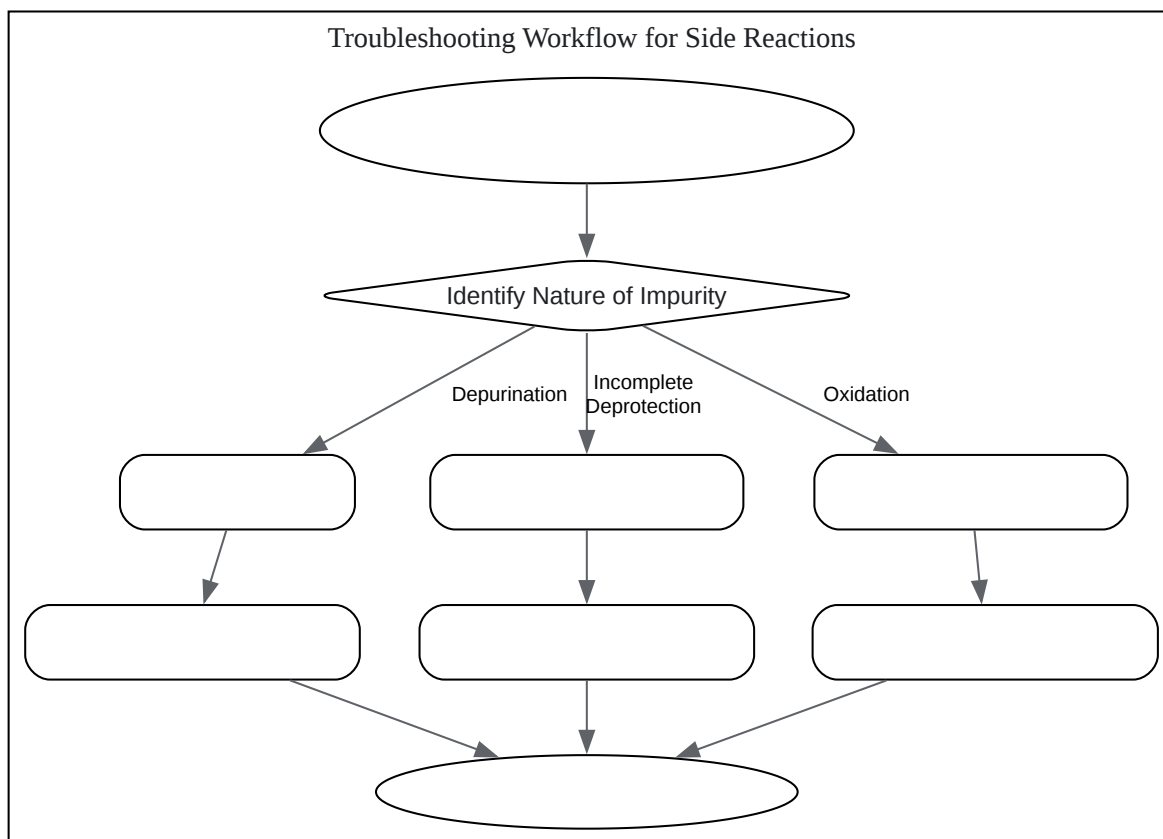 Troubleshooting Workflow for Side Reactions
Identify Nature of Impurity
Depurination
Incomplete
Deprotection
Oxidation